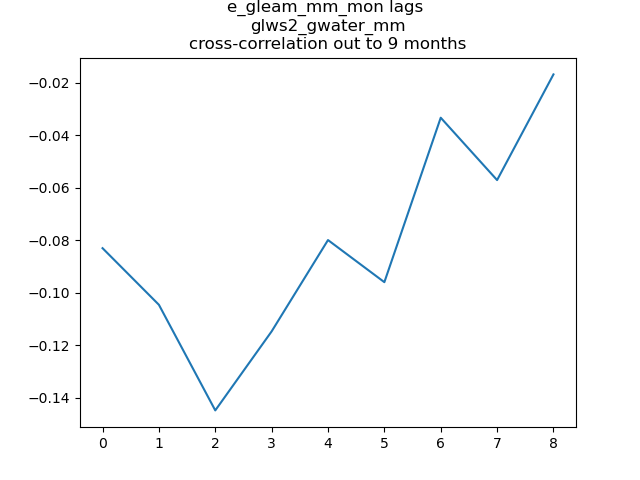 e_gleam_mm_mon lags
glws2_gwater_mm
cross-correlation out to 9 months
−0.02
−0.04
−0.06
−0.08
−0.10
−0.12
−0.14
0 1 2 3 4 5 6 7 8